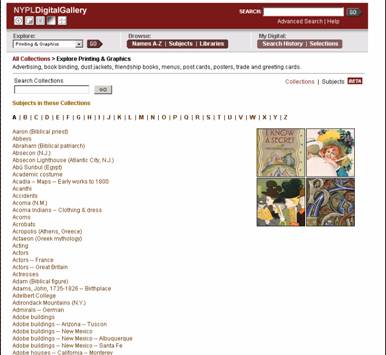 NYPLDigitalGallery
SEARCH: GO
Advanced Search | Help
Explore: Browse: My Digital:
Printing & Graphics GO Names A-Z | Subjects | Libraries Search History | Selections
All Collections > Explore Printing & Graphics
Advertising, book binding, dust jackets, friendship books, menus, post cards, posters, trade and greeting cards.
Search Collections Collections | Subjects BETA
GO
Subjects in these Collections
A | B | C | D | E | F | G | H | I | J | K | L | M | N | O | P | Q | R | S | T | U | V | W | X | Y | Z
Aaron (Biblical priest)
Abbeys
Abraham (Biblical patriarch)
Absecon (N.J.)
Absecon Lighthouse (Atlantic City, N.J.)
Abū Sunbul (Egypt)
Academic costume
Acadia -- Maps -- Early works to 1800
Acanthi
Accidents
Acoma (N.M.)
Acoma Indians -- Clothing & dress
Acorns
Acrobats
Acropolis (Athens, Greece)
Actaeon (Greek mythology)
Acting
Actors
Actors -- France
Actors -- Great Britain
Actresses
Adam (Biblical figure)
Adams, John, 1735-1826 -- Birthplace
Adelbert College
Adirondack Mountains (N.Y.)
Admirals -- German
Adobe buildings
Adobe buildings -- Arizona -- Tuscon
Adobe buildings -- New Mexico
Adobe buildings -- New Mexico -- Albuquerque
Adobe buildings -- New Mexico -- Santa Fe
Adobe houses -- California -- Monterey
I KNOW
A SECRET